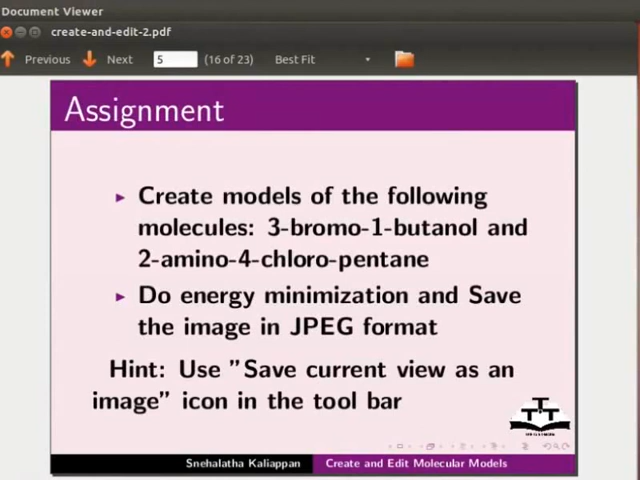 Document Viewer
create-and-edit-2.pdf
Previous Next 5 (16 of 23) Best Fit
Assignment
Create models of the following
molecules: 3-bromo-1-butanol and
2-amino-4-chloro-pentane
Do energy minimization and Save
the image in JPEG format
Hint: Use "Save current view as an
image" icon in the tool bar
Snehalatha Kaliappan Create and Edit Molecular Models